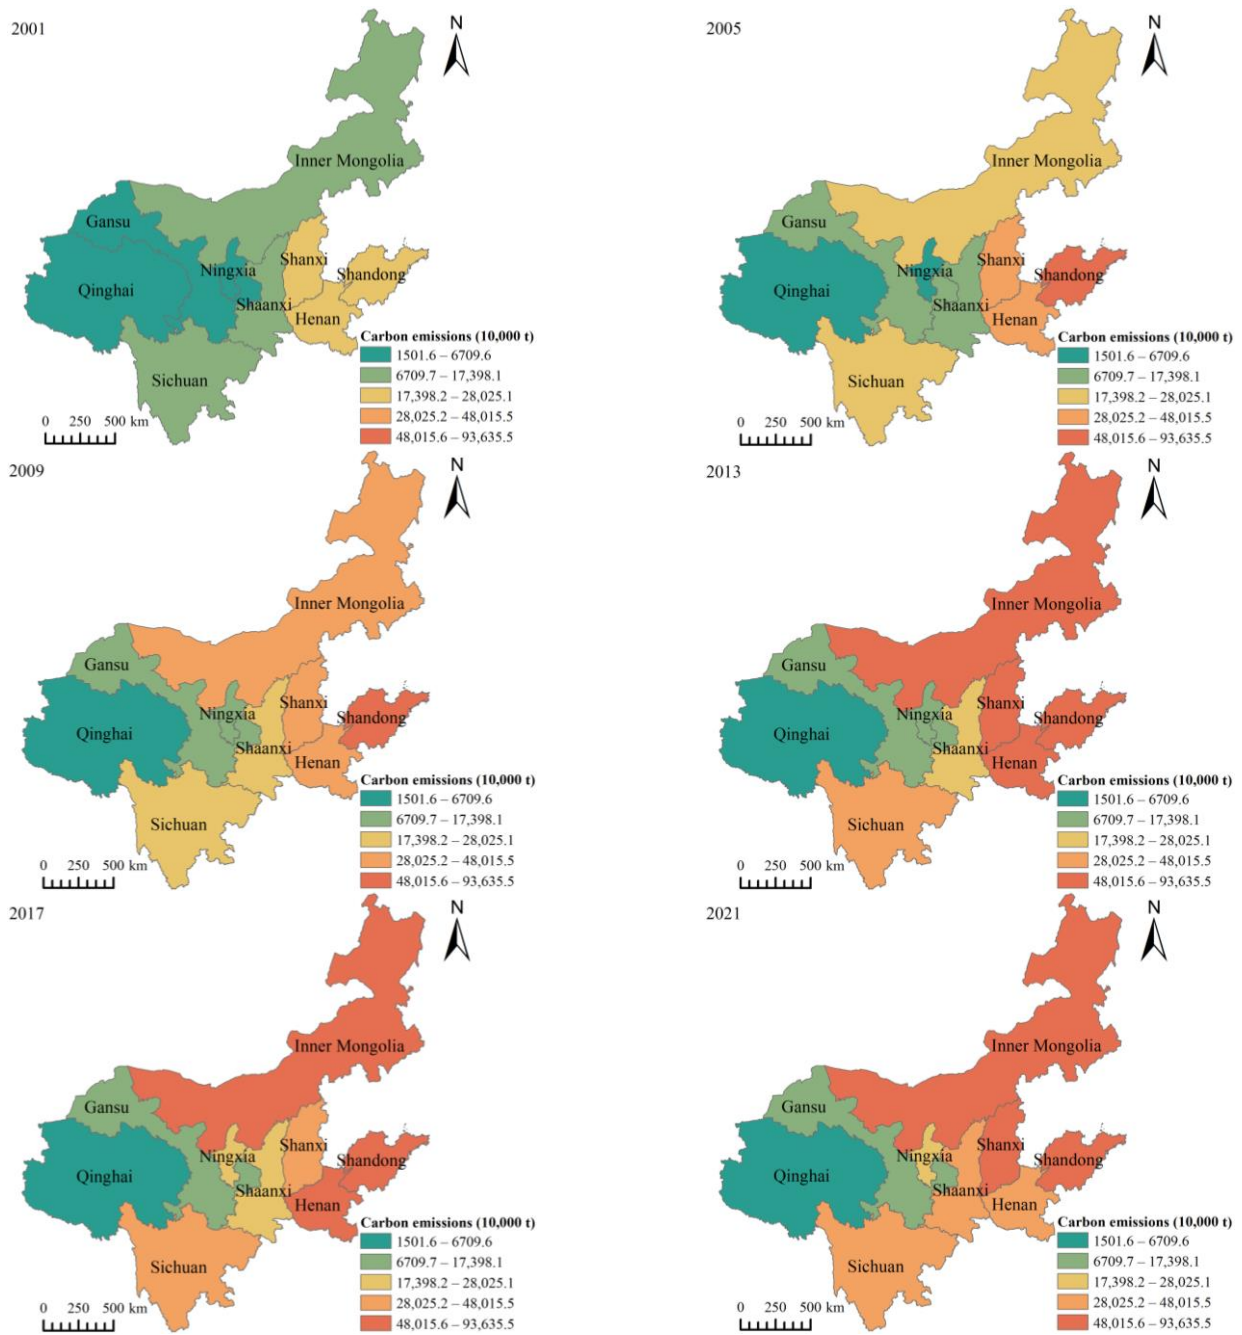 2001
N
Inner Mongolia
Gansu
Qinghai
Ningxia
Shanxi
Shandong
Shaanxi
Henan
Sichuan
Carbon emissions (10,000 t)
1501.6 – 6709.6
6709.7 – 17,398.1
17,398.2 – 28,025.1
28,025.2 – 48,015.5
48,015.6 – 93,635.5
0 250 500 km
2005
N
Inner Mongolia
Gansu
Qinghai
Ningxia
Shanxi
Shandong
Shaanxi
Henan
Sichuan
Carbon emissions (10,000 t)
1501.6 – 6709.6
6709.7 – 17,398.1
17,398.2 – 28,025.1
28,025.2 – 48,015.5
48,015.6 – 93,635.5
0 250 500 km
2009
N
Inner Mongolia
Gansu
Qinghai
Ningxia
Shanxi
Shandong
Shaanxi
Henan
Sichuan
Carbon emissions (10,000 t)
1501.6 – 6709.6
6709.7 – 17,398.1
17,398.2 – 28,025.1
28,025.2 – 48,015.5
48,015.6 – 93,635.5
0 250 500 km
2013
N
Inner Mongolia
Gansu
Qinghai
Ningxia
Shanxi
Shandong
Shaanxi
Henan
Sichuan
Carbon emissions (10,000 t)
1501.6 – 6709.6
6709.7 – 17,398.1
17,398.2 – 28,025.1
28,025.2 – 48,015.5
48,015.6 – 93,635.5
0 250 500 km
2017
N
Inner Mongolia
Gansu
Qinghai
Ningxia
Shanxi
Shandong
Shaanxi
Henan
Sichuan
Carbon emissions (10,000 t)
1501.6 – 6709.6
6709.7 – 17,398.1
17,398.2 – 28,025.1
28,025.2 – 48,015.5
48,015.6 – 93,635.5
0 250 500 km
2021
N
Inner Mongolia
Gansu
Qinghai
Ningxia
Shanxi
Shandong
Shaanxi
Henan
Sichuan
Carbon emissions (10,000 t)
1501.6 – 6709.6
6709.7 – 17,398.1
17,398.2 – 28,025.1
28,025.2 – 48,015.5
48,015.6 – 93,635.5
0 250 500 km